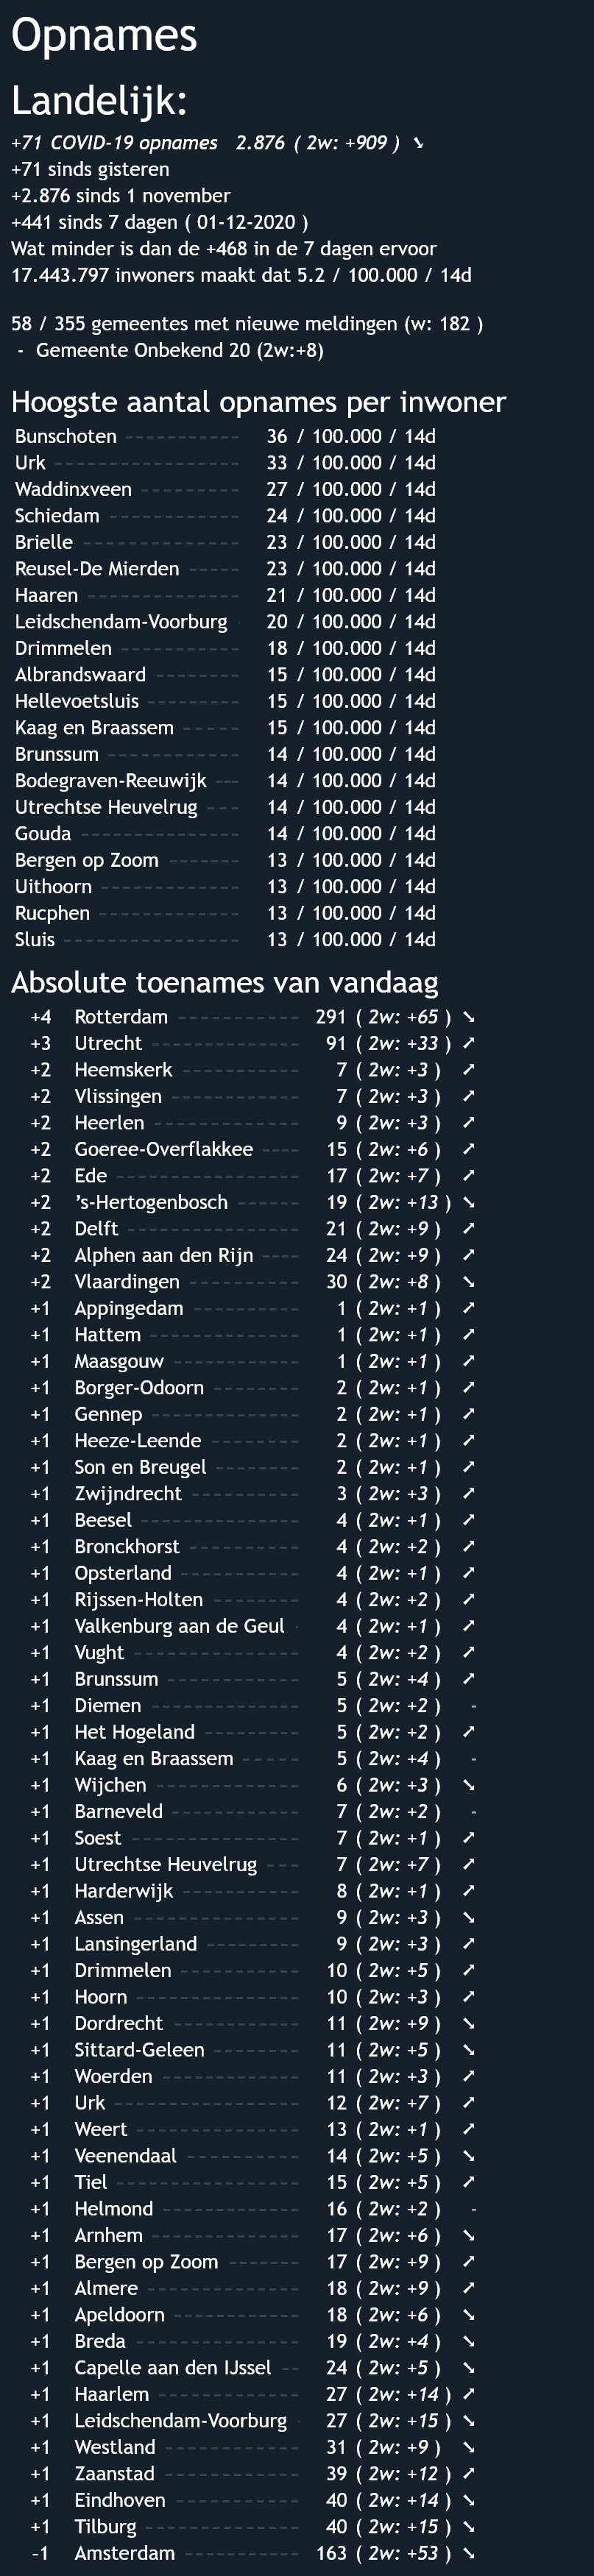 Opnames
Landelijk:
+71 COVID-19 opnames 2.876 ( 2w: +909 ) ➘
+71 sinds gisteren
+2.876 sinds 1 november
+441 sinds 7 dagen ( 01-12-2020 )
Wat minder is dan de +468 in de 7 dagen ervoor
17.443.797 inwoners maakt dat 5.2 / 100.000 / 14d
58 / 355 gemeentes met nieuwe meldingen (w: 182 )
- Gemeente Onbekend 20 (2w:+8)
Hoogste aantal opnames per inwoner
Bunschoten 36 / 100.000 / 14d
Urk 33 / 100.000 / 14d
Waddinxveen 27 / 100.000 / 14d
Schiedam 24 / 100.000 / 14d
Brielle 23 / 100.000 / 14d
Reusel-De Mierden 23 / 100.000 / 14d
Haaren 21 / 100.000 / 14d
Leidschendam-Voorburg 20 / 100.000 / 14d
Drimmelen 18 / 100.000 / 14d
Albrandswaard 15 / 100.000 / 14d
Hellevoetsluis 15 / 100.000 / 14d
Kaag en Braassem 15 / 100.000 / 14d
Brunssum 14 / 100.000 / 14d
Bodegraven-Reeuwijk 14 / 100.000 / 14d
Utrechtse Heuvelrug 14 / 100.000 / 14d
Gouda 14 / 100.000 / 14d
Bergen op Zoom 13 / 100.000 / 14d
Uithoorn 13 / 100.000 / 14d
Rucphen 13 / 100.000 / 14d
Sluis 13 / 100.000 / 14d
Absolute toenames van vandaag
+4 Rotterdam 291 ( 2w: +65 ) ➘
+3 Utrecht 91 ( 2w: +33 ) ➚
+2 Heemskerk 7 ( 2w: +3 ) ➚
+2 Vlissingen 7 ( 2w: +3 ) ➚
+2 Heerlen 9 ( 2w: +3 ) ➚
+2 Goeree-Overflakkee 15 ( 2w: +6 ) ➚
+2 Ede 17 ( 2w: +7 ) ➚
+2 ’s-Hertogenbosch 19 ( 2w: +13 ) ➘
+2 Delft 21 ( 2w: +9 ) ➚
+2 Alphen aan den Rijn 24 ( 2w: +9 ) ➚
+2 Vlaardingen 30 ( 2w: +8 ) ➘
+1 Appingedam 1 ( 2w: +1 ) ➚
+1 Hattem 1 ( 2w: +1 ) ➚
+1 Maasgouw 1 ( 2w: +1 ) ➚
+1 Borger-Odoorn 2 ( 2w: +1 ) ➚
+1 Gennep 2 ( 2w: +1 ) ➚
+1 Heeze-Leende 2 ( 2w: +1 ) ➚
+1 Son en Breugel 2 ( 2w: +1 ) ➚
+1 Zwijndrecht 3 ( 2w: +3 ) ➚
+1 Beesel 4 ( 2w: +1 ) ➚
+1 Bronckhorst 4 ( 2w: +2 ) ➚
+1 Opsterland 4 ( 2w: +1 ) ➚
+1 Rijssen-Holten 4 ( 2w: +2 ) ➚
+1 Valkenburg aan de Geul 4 ( 2w: +1 ) ➚
+1 Vught 4 ( 2w: +2 ) ➚
+1 Brunssum 5 ( 2w: +4 ) ➚
+1 Diemen 5 ( 2w: +2 ) -
+1 Het Hogeland 5 ( 2w: +2 ) ➚
+1 Kaag en Braassem 5 ( 2w: +4 ) -
+1 Wijchen 6 ( 2w: +3 ) ➘
+1 Barneveld 7 ( 2w: +2 ) -
+1 Soest 7 ( 2w: +1 ) ➚
+1 Utrechtse Heuvelrug 7 ( 2w: +7 ) ➚
+1 Harderwijk 8 ( 2w: +1 ) ➚
+1 Assen 9 ( 2w: +3 ) ➘
+1 Lansingerland 9 ( 2w: +3 ) ➚
+1 Drimmelen 10 ( 2w: +5 ) ➚
+1 Hoorn 10 ( 2w: +3 ) ➚
+1 Dordrecht 11 ( 2w: +9 ) ➘
+1 Sittard-Geleen 11 ( 2w: +5 ) ➘
+1 Woerden 11 ( 2w: +3 ) ➚
+1 Urk 12 ( 2w: +7 ) ➚
+1 Weert 13 ( 2w: +1 ) ➚
+1 Veenendaal 14 ( 2w: +5 ) ➘
+1 Tiel 15 ( 2w: +5 ) ➚
+1 Helmond 16 ( 2w: +2 ) -
+1 Arnhem 17 ( 2w: +6 ) ➘
+1 Bergen op Zoom 17 ( 2w: +9 ) ➚
+1 Almere 18 ( 2w: +9 ) ➚
+1 Apeldoorn 18 ( 2w: +6 ) ➘
+1 Breda 19 ( 2w: +4 ) ➘
+1 Capelle aan den IJssel 24 ( 2w: +5 ) ➘
+1 Haarlem 27 ( 2w: +14 ) ➚
+1 Leidschendam-Voorburg 27 ( 2w: +15 ) ➘
+1 Westland 31 ( 2w: +9 ) ➘
+1 Zaanstad 39 ( 2w: +12 ) ➚
+1 Eindhoven 40 ( 2w: +14 ) ➘
+1 Tilburg 40 ( 2w: +15 ) ➘
-1 Amsterdam 163 ( 2w: +53 ) ➘